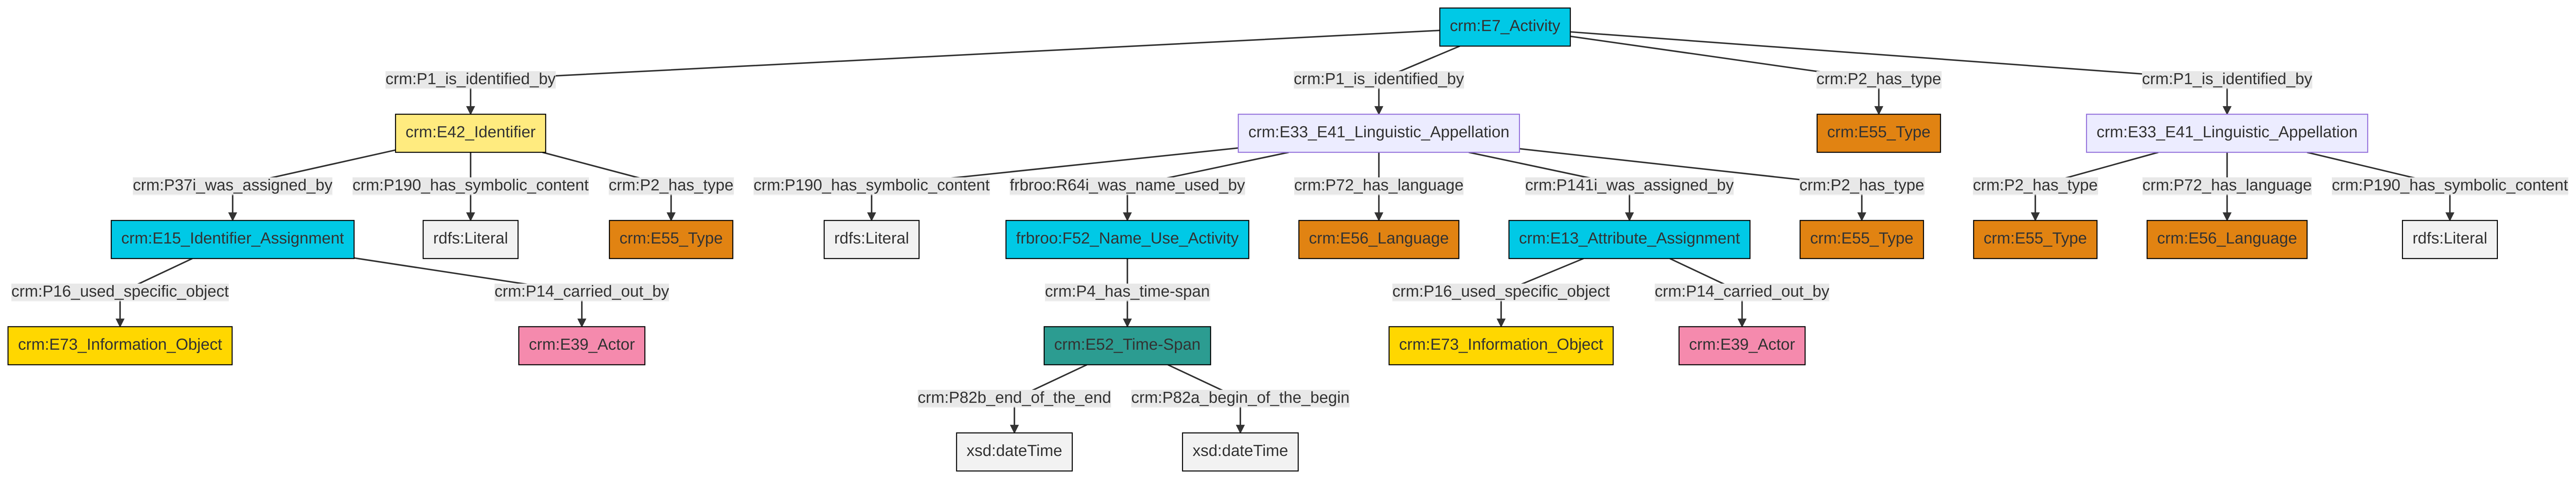 crm:E7_Activity
crm:P1_is_identified_by
crm:P1_is_identified_by
crm:P2_has_type
crm:P1_is_identified_by
crm:E42_Identifier
crm:E33_E41_Linguistic_Appellation
crm:E55_Type
crm:E33_E41_Linguistic_Appellation
crm:P37i_was_assigned_by
crm:P190_has_symbolic_content
crm:P2_has_type
crm:P190_has_symbolic_content
frbroo:R64i_was_name_used_by
crm:P72_has_language
crm:P141i_was_assigned_by
crm:P2_has_type
crm:P2_has_type
crm:P72_has_language
crm:P190_has_symbolic_content
crm:E15_Identifier_Assignment
rdfs:Literal
crm:E55_Type
rdfs:Literal
frbroo:F52_Name_Use_Activity
crm:E56_Language
crm:E13_Attribute_Assignment
crm:E55_Type
crm:E55_Type
crm:E56_Language
rdfs:Literal
crm:P16_used_specific_object
crm:P14_carried_out_by
crm:P4_has_time-span
crm:P16_used_specific_object
crm:P14_carried_out_by
crm:E73_Information_Object
crm:E39_Actor
crm:E52_Time-Span
crm:E73_Information_Object
crm:E39_Actor
crm:P82b_end_of_the_end
crm:P82a_begin_of_the_begin
xsd:dateTime
xsd:dateTime